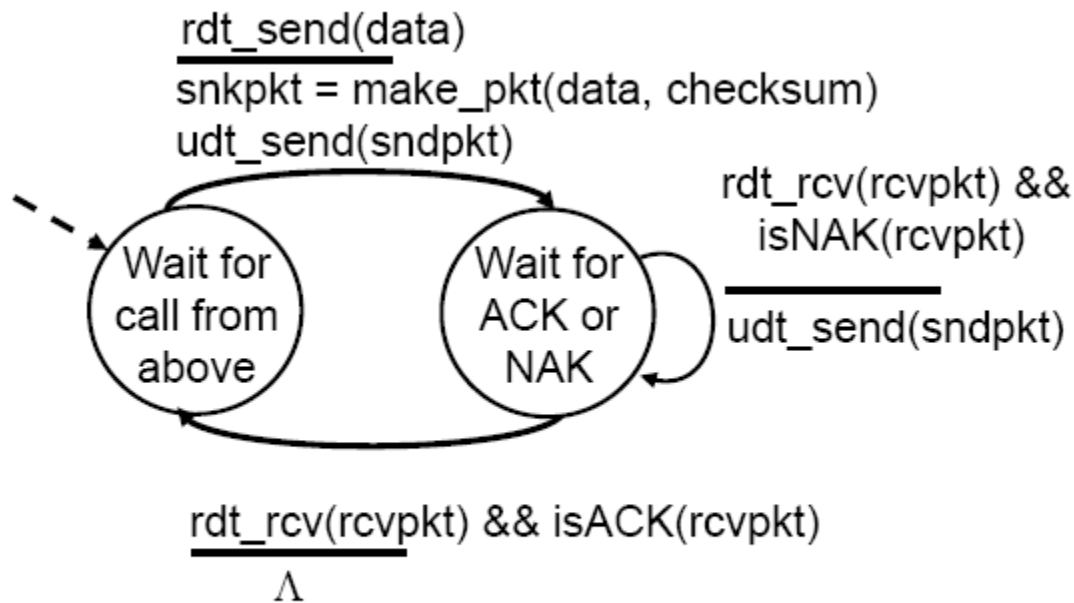 rdt_send(data)
snkpkt = make_pkt(data, checksum)
udt_send(sndpkt)
rdt_rcv(rcvpkt) &&
isNAK(rcvpkt)
udt_send(sndpkt)
Wait for
call from
above
Wait for
ACK or
NAK
rdt_rcv(rcvpkt) && isACK(rcvpkt)
Λ